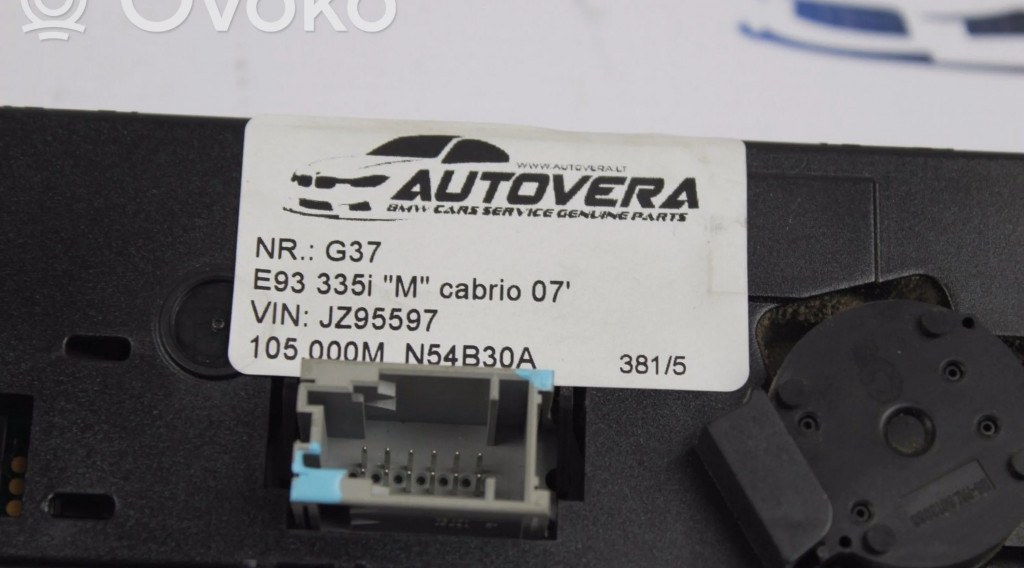 Ovoko
WWW.AUTOVERA.LT
AUTOVERA
BMW CARS SERVICE GENUINE PARTS
NR.: G37
E93 335i "M" cabrio 07'
VIN: JZ95597
105 000M N54B30A 381/5